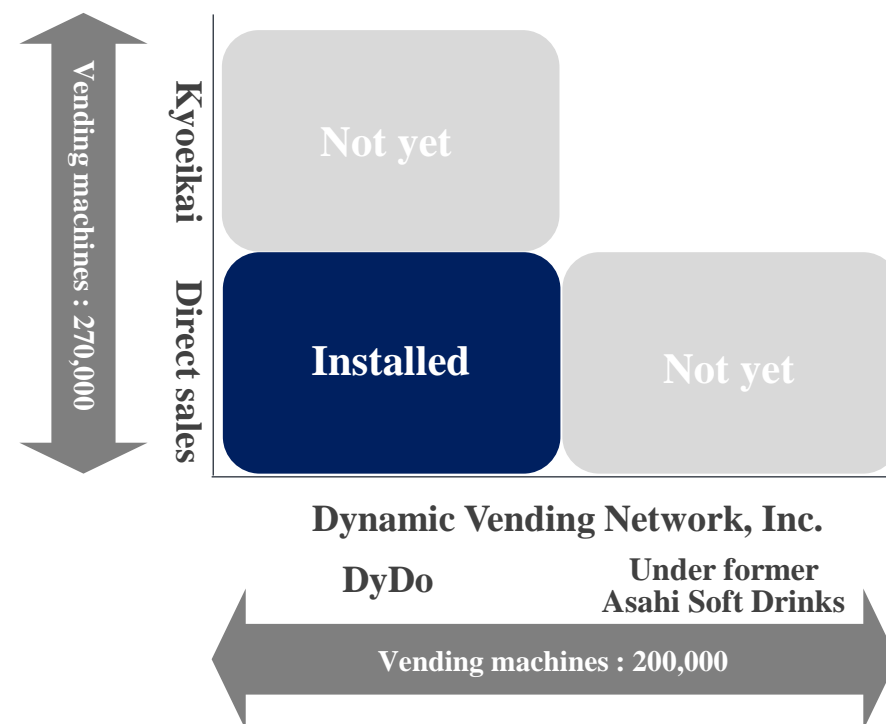 Vending machines : 270,000
Kyoeikai
Not yet
Direct sales
Installed
Not yet
Dynamic Vending Network, Inc.
DyDo
Under former
Asahi Soft Drinks
Vending machines : 200,000